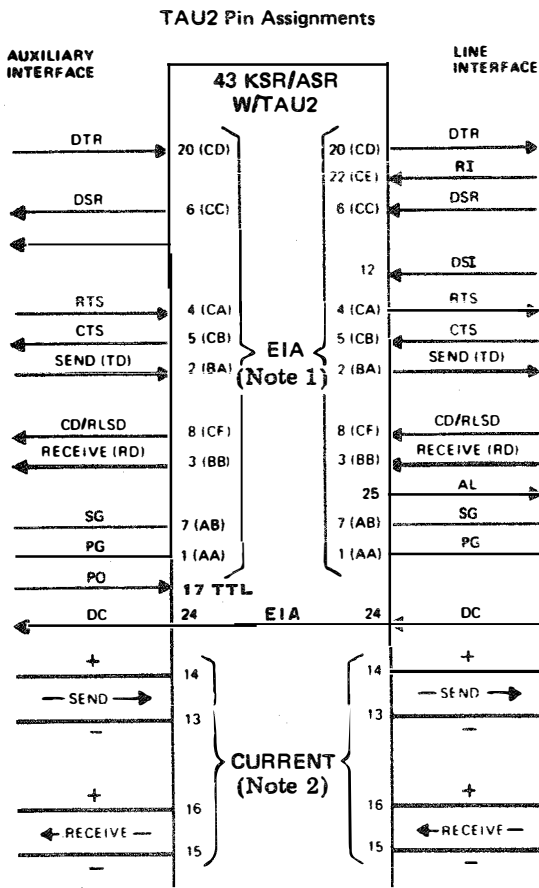 TAU2 Pin Assignments
AUXILIARY
INTERFACE
LINE
INTERFACE
43 KSR/ASR
W/TAU2
DTR 20 (CD) 20 (CD) DTR
22 (CE) RI
DSR 6 (CC) 6 (CC) DSR
12 DSI
RTS 4 (CA) 4 (CA) RTS
CTS 5 (CB) 5 (CB) CTS
SEND (TD) 2 (BA) 2 (BA) SEND (TD)
EIA
(Note 1)
CD/RLSD 8 (CF) 8 (CF) CD/RLSD
RECEIVE (RD) 3 (BB) 3 (BB) RECEIVE (RD)
25 AL
SG 7 (AB) 7 (AB) SG
PG 1 (AA) 1 (AA) PG
PO 17 TTL
DC 24 EIA 24 DC
+ 14 14 +
SEND SEND
- 13 13 -
CURRENT
(Note 2)
+ 16 16 +
RECEIVE RECEIVE
- 15 15 -